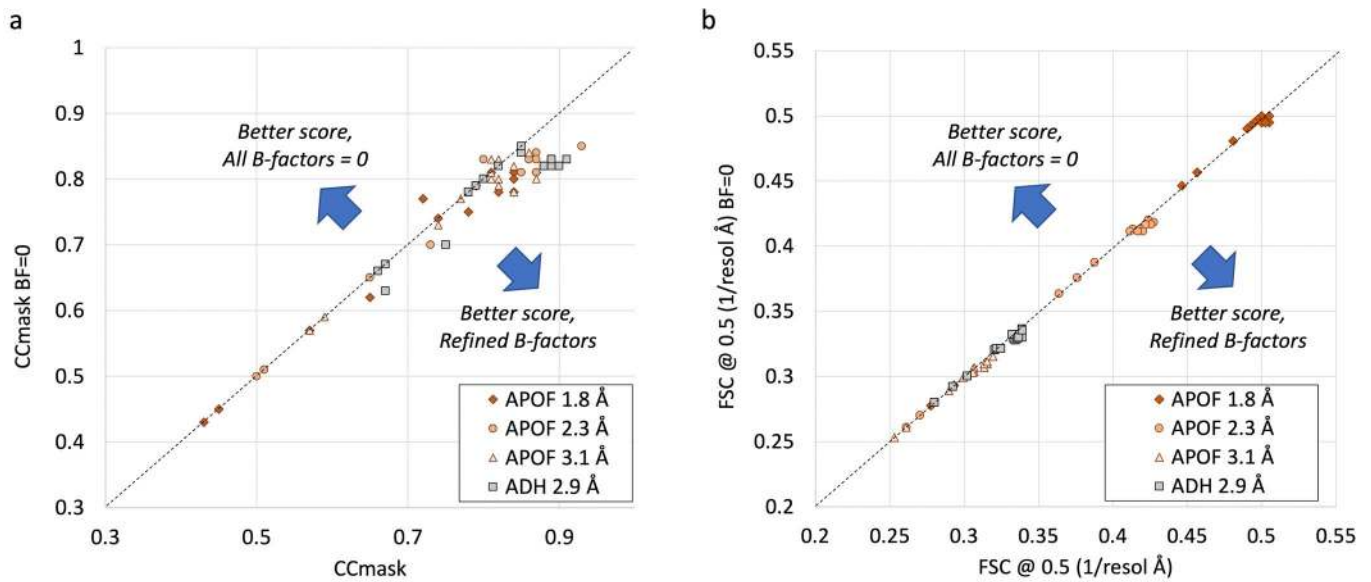 a
1
0.9
0.8
0.7
0.6
0.5
0.4
0.3
0.3
0.5
0.7
0.9
CCmask BF=0
CCmask
Better score,
All B-factors = 0
Better score,
Refined B-factors
APOF 1.8 Å
APOF 2.3 Å
APOF 3.1 Å
ADH 2.9 Å
b
0.55
0.5
0.45
0.4
0.35
0.3
0.25
0.2
0.2
0.25
0.3
0.35
0.4
0.45
0.5
0.55
FSC @ 0.5 (1/resol Å) BF=0
FSC @ 0.5 (1/resol Å)
Better score,
All B-factors = 0
Better score,
Refined B-factors
APOF 1.8 Å
APOF 2.3 Å
APOF 3.1 Å
ADH 2.9 Å